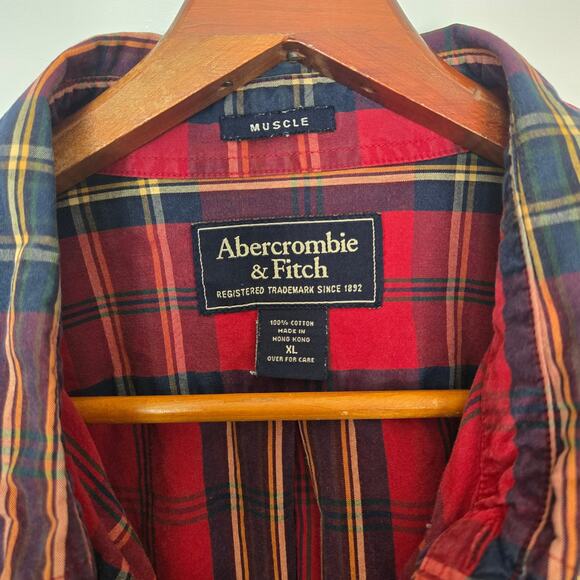 MUSCLE
Abercrombie
& Fitch
REGISTERED TRADEMARK SINCE 1892
100% COTTON
MADE IN
HONG KONG
XL
OVER FOR CARE